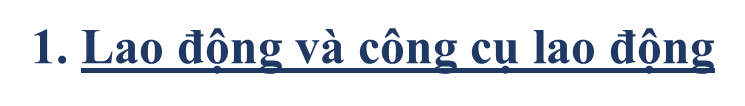 1. Lao động và công cụ lao động